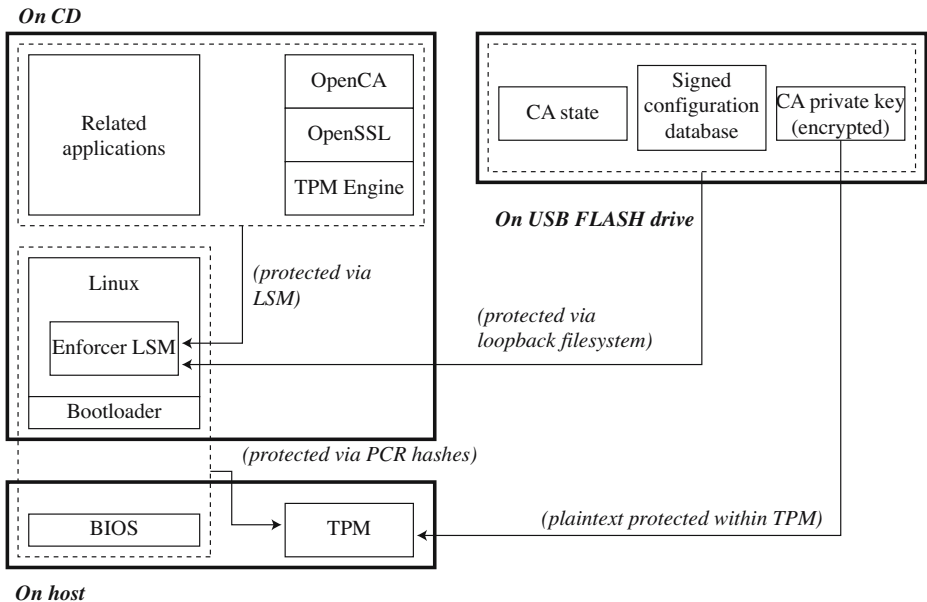 On CD
Related
applications
OpenCA
OpenSSL
TPM Engine
CA state
Signed
configuration
database
CA private key
(encrypted)
On USB FLASH drive
(protected via
LSM)
Linux
Enforcer LSM
Bootloader
(protected via
loopback filesystem)
(protected via PCR hashes)
BIOS
TPM
(plaintext protected within TPM)
On host